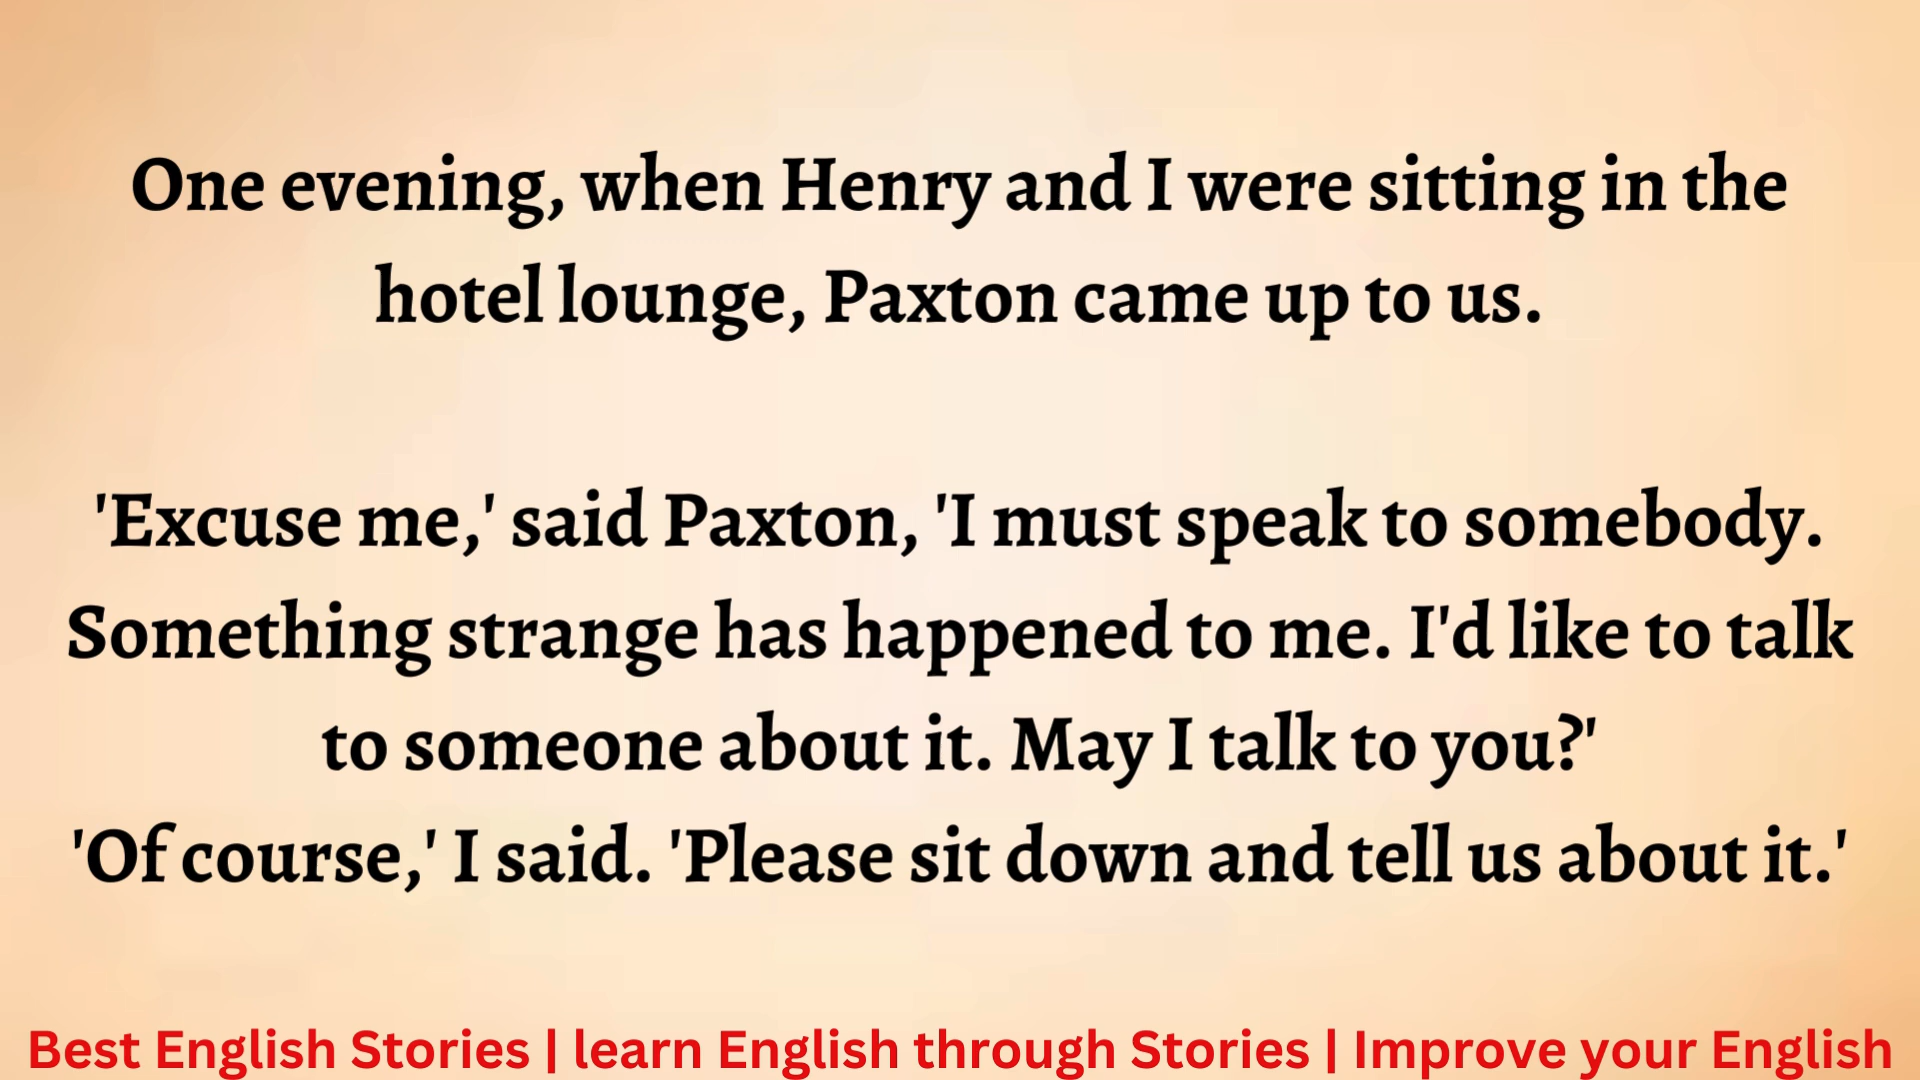 One evening, when Henry and I were sitting in the
hotel lounge, Paxton came up to us.
'Excuse me,' said Paxton, 'I must speak to somebody.
Something strange has happened to me. I'd like to talk
to someone about it. May I talk to you?'
'Of course,' I said. 'Please sit down and tell us about it.'
Best English Stories | learn English through Stories | Improve your English